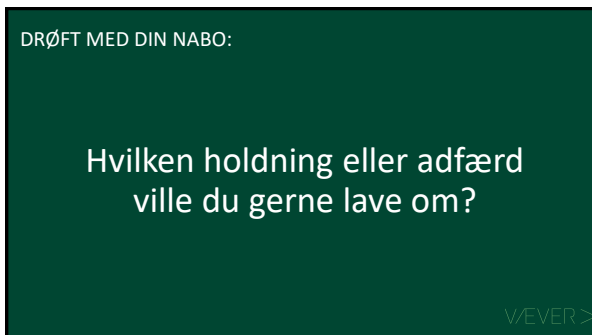 DRØFT MED DIN NABO:
Hvilken holdning eller adfærd
ville du gerne lave om?
VÆVER>